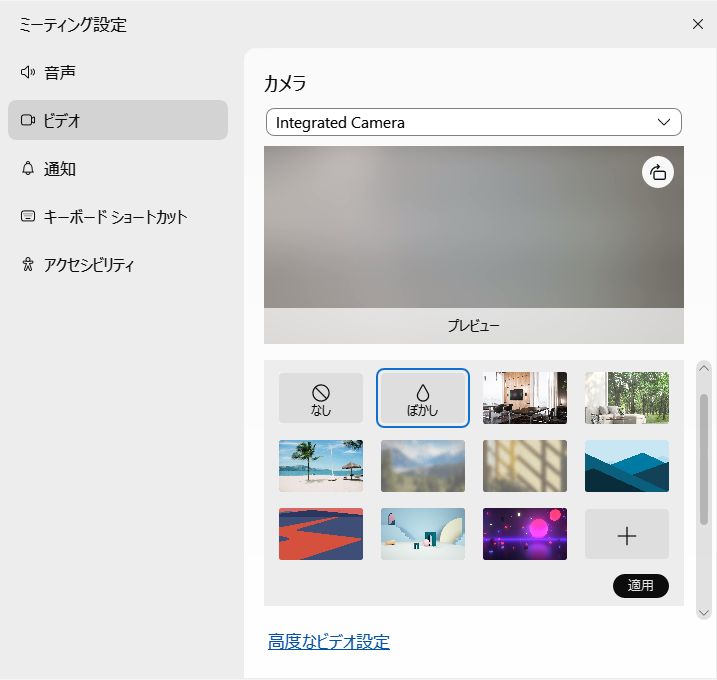 ミーティング設定
音声
ビデオ
通知
キーボード ショートカット
アクセシビリティ
カメラ
Integrated Camera
プレビュー
なし
ぼかし
適用
高度なビデオ設定